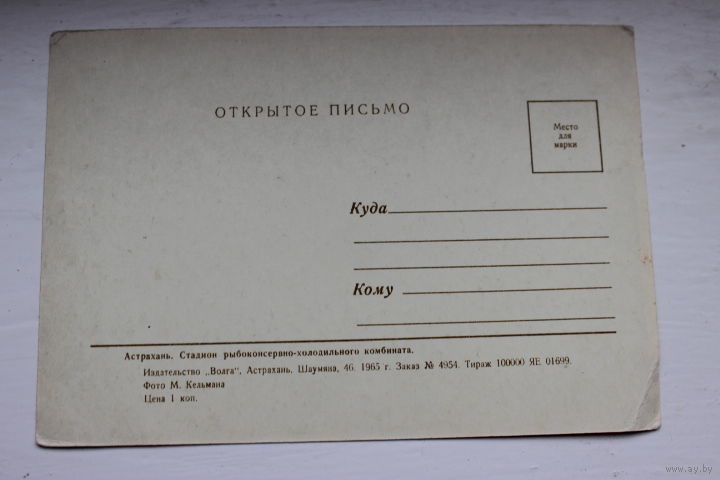 ОТКРЫТОЕ ПИСЬМО
Место
для
марки
Куда
Кому
Астрахань. Стадион рыбоконсервно-холодильного комбината.
Издательство „Волга“, Астрахань, Шаумяна, 46. 1965 г. Заказ № 4954. Тираж 100000 ЯЕ 01699.
Фото М. Кельмана
Цена 1 коп.
www.ay.by